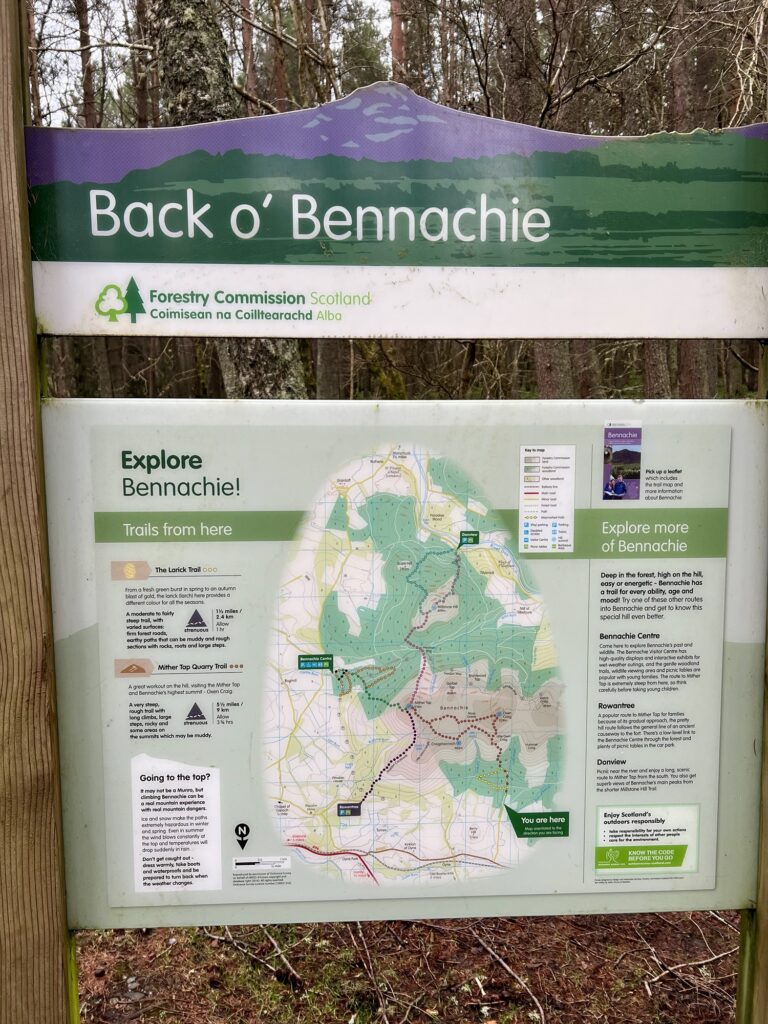 Back o' Bennachie
Forestry Commission Scotland
Coimisean na Coilltearachd Alba
Explore
Bennachie!
Trails from here
The Larick Trail
From a fresh green burst in spring to an autumn
blast of gold, the larick (larch) here provides a
different colour for all the seasons.
A moderate to fairly
steep trail, with
varied surfaces:
firm forest roads,
earthy paths that can be muddy and rough
sections with rocks, roots and large steps.
strenuous
1½ miles /
2.4 km
Allow
1 hr
Mither Tap Quarry Trail
A great workout on the hill, visiting the Mither Tap
and Bennachie's highest summit - Oxen Craig.
A very steep,
rough trail with
long climbs, large
steps, rocky and
some areas on
the summits which may be muddy.
strenuous
5½ miles /
9 km
Allow
Going to the top?
It may not be a Munro, but
climbing Bennachie can be
a real mountain experience
with real mountain dangers.
Ice and snow make the paths
extremely hazardous in winter
and spring. Even in summer
the wind blows constantly at
the top and temperatures will
drop suddenly in rain.
Don't get caught out -
dress warmly, take boots
and waterproofs and be
prepared to turn back when
the weather changes.
N
Key to map
Donview
Bennachie Centre
Mither Tap
Bennachie
Rowantree
You are here
Map orientated to the
direction you are facing
Bennachie
Pick up a leaflet
which includes
the trail map and
more information
about Bennachie
Explore more
of Bennachie
Deep in the forest, high on the hill,
easy or energetic - Bennachie has
a trail for every ability, age and
mood! Try one of these other routes
into Bennachie and get to know this
special hill even better.
Bennachie Centre
Come here to explore Bennachie's past and
wildlife. The Bennachie Visitor Centre has
high-quality displays and interactive exhibits for
wet-weather outings, and the gentle woodland
trails, wildlife viewing area and picnic tables are
popular with young families. The route to Mither
Tap is extremely steep from here, so think
carefully before taking young children.
Rowantree
A popular route to Mither Tap for families
because of its gradual approach, the pretty
hill route follows the general line of an ancient
causeway to the fort. There's a low-level link to
the Bennachie Centre through the forest and
plenty of picnic tables in the car park.
Donview
Picnic near the river and enjoy a long, scenic
route to Mither Tap from the south. You also get
superb views of Bennachie's main peaks from
the shorter Millstone Hill Trail.
Enjoy Scotland's
outdoors responsibly
• take responsibility for your own actions
• respect the interests of other people
• care for the environment.
KNOW THE CODE
BEFORE YOU GO